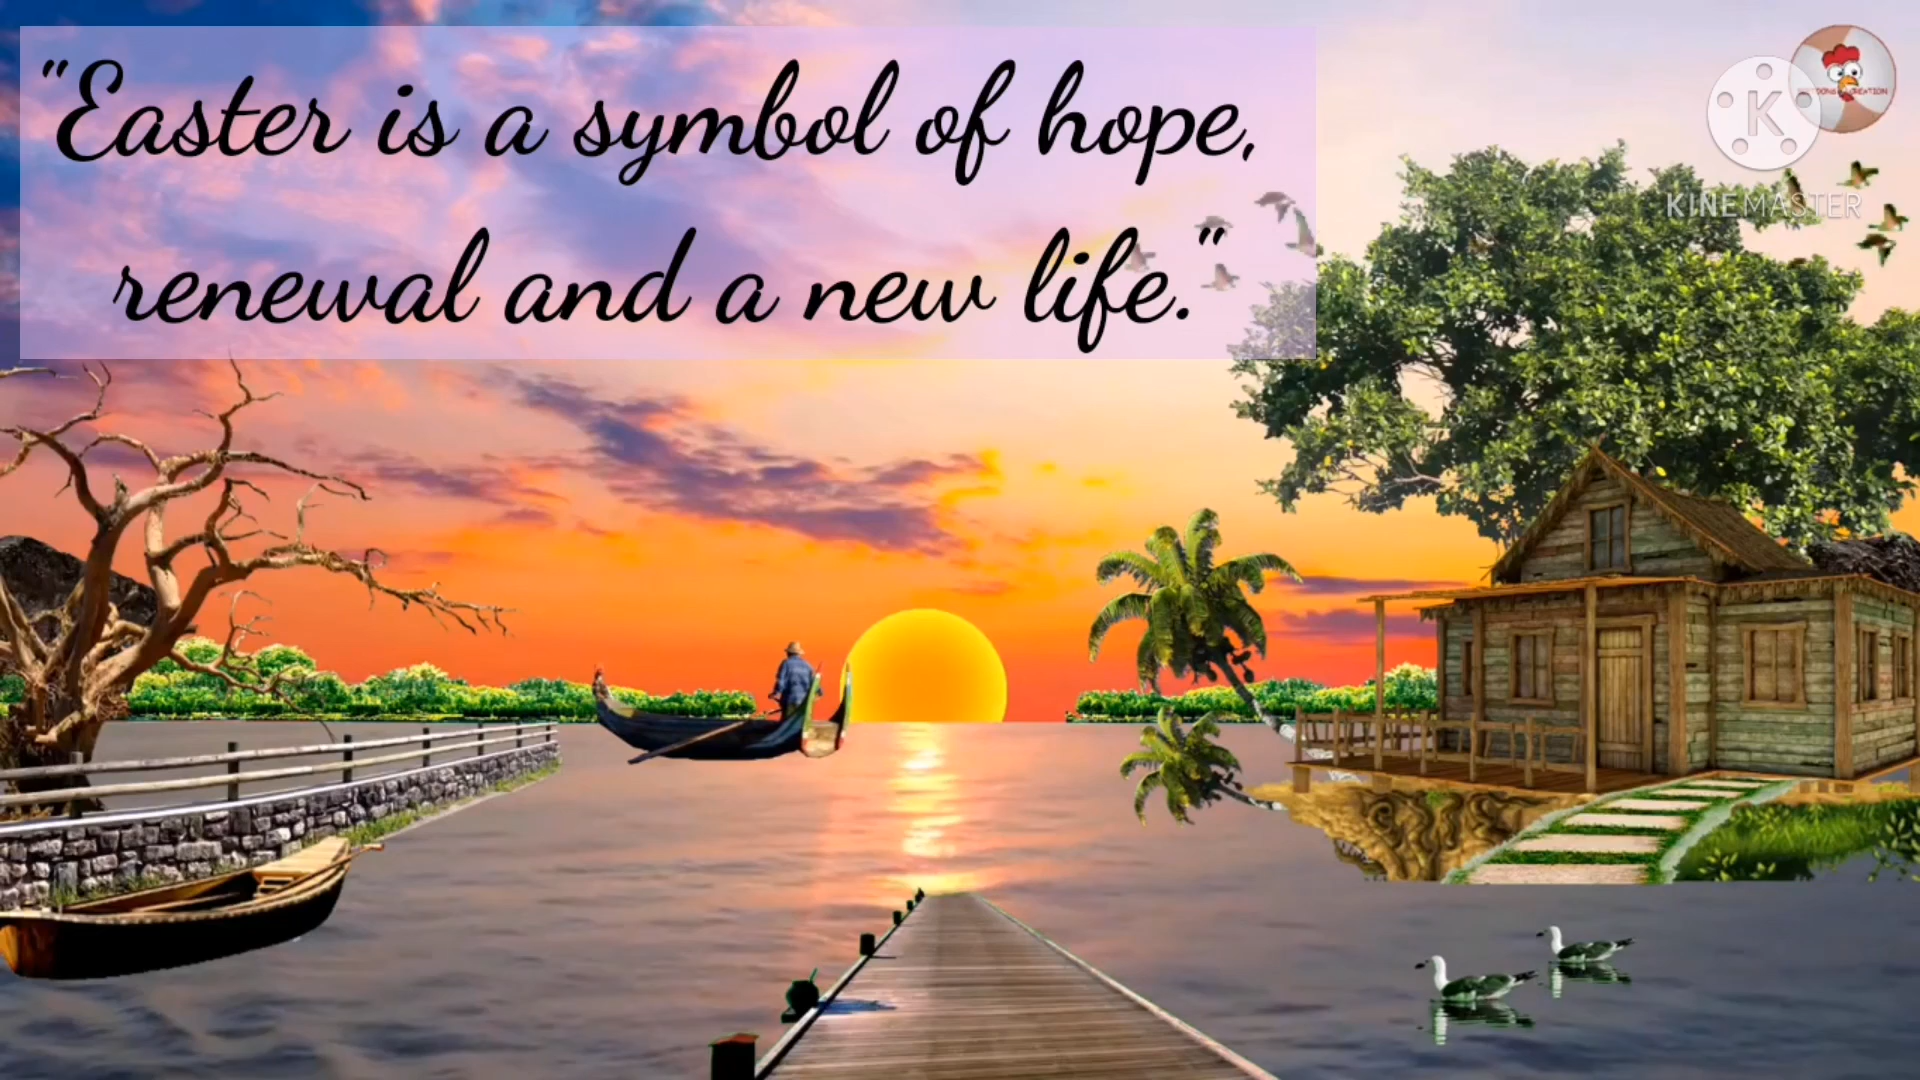 "Easter is a symbol of hope,
renewal and a new life."
K
KINEMASTER